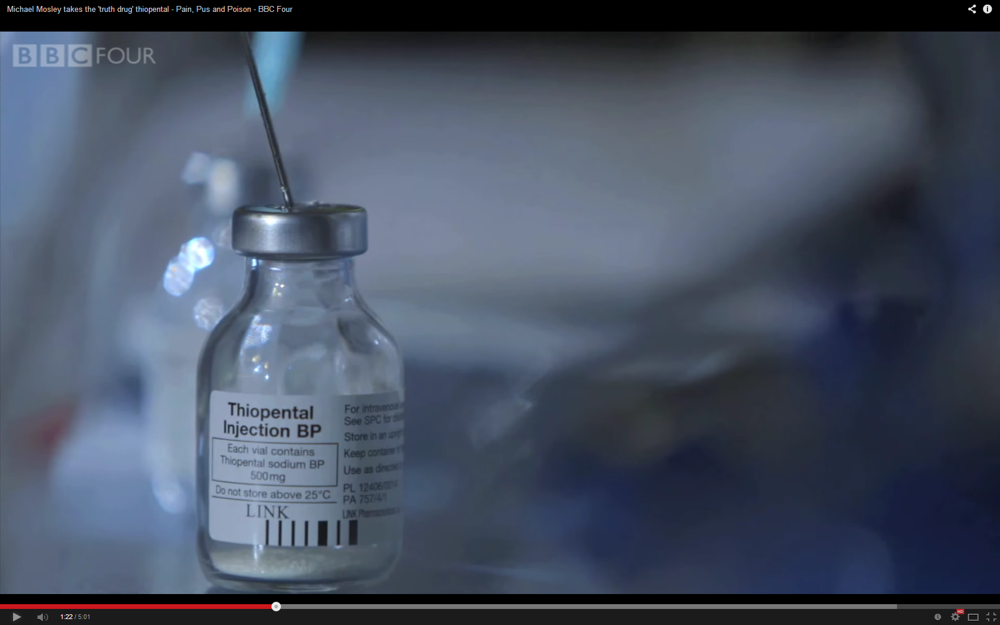 Michael Mosley takes the 'truth drug' thiopental - Pain, Pus and Poison - BBC Four
BBC FOUR
Thiopental
Injection BP
Each vial contains
Thiopental sodium BP
500mg
Do not store above 25°C
LINK
For intravenous
See SPC for
Store in an
Keep container
Use as directed
PL 12406/0014
PA 757/4/1
LINK
1:22 / 5:01
HD